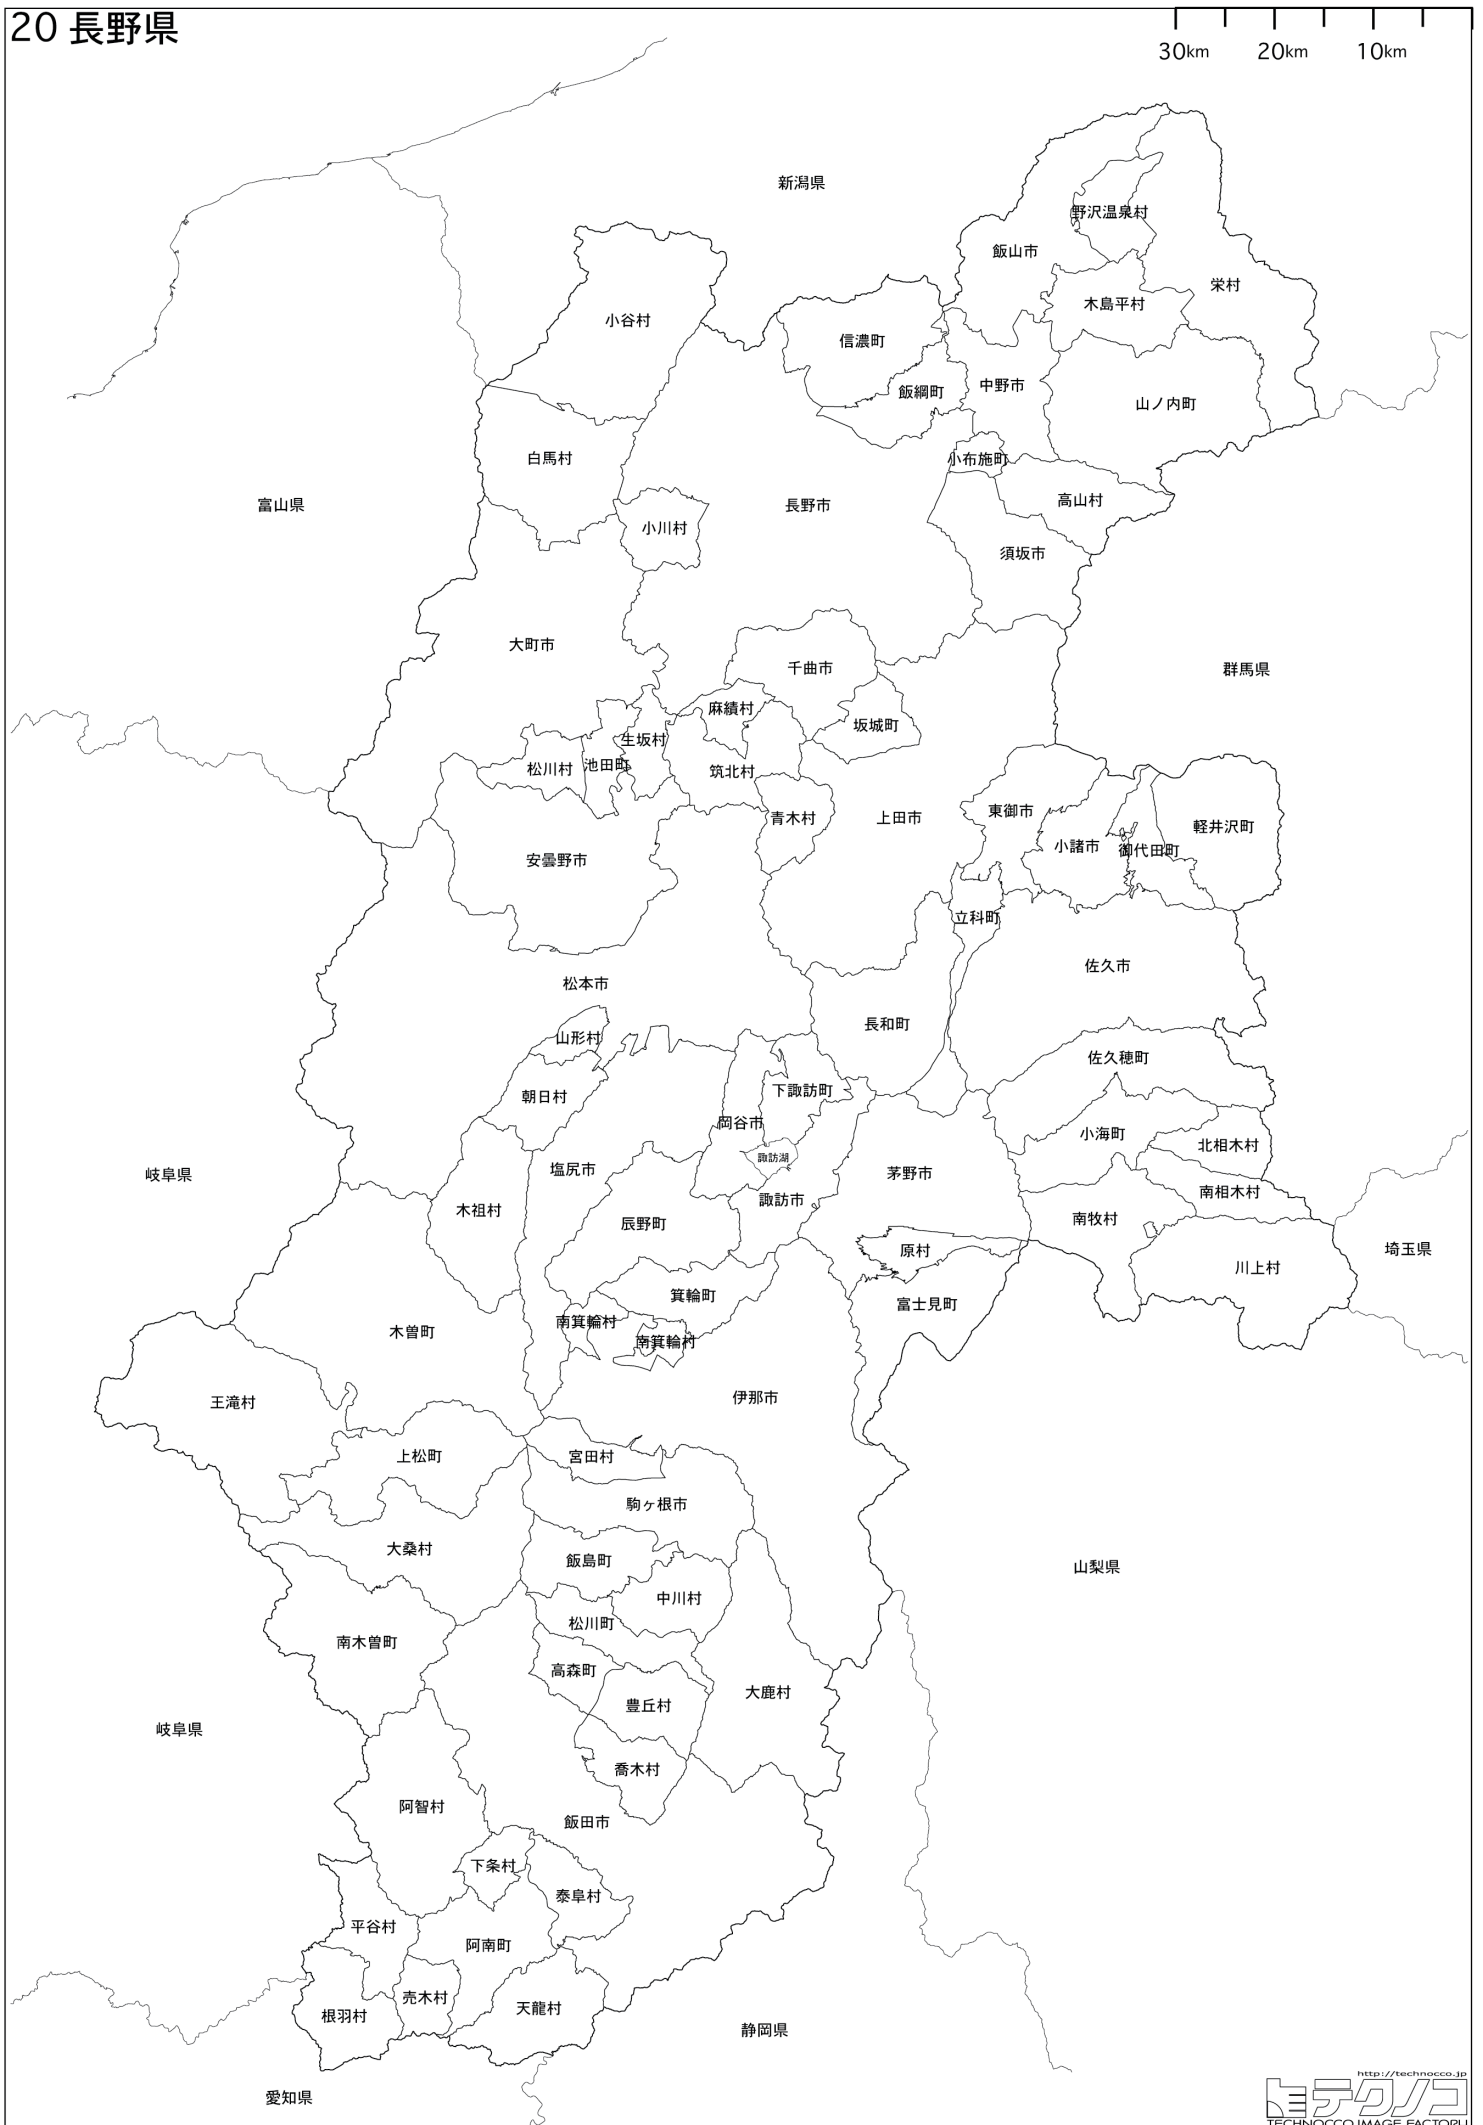 20 長野県
30km 20km 10km
新潟県
野沢温泉村
飯山市
栄村
木島平村
小谷村
信濃町
中野市
飯綱町
山ノ内町
白馬村
小布施町
高山村
富山県
長野市
小川村
須坂市
大町市
千曲市
群馬県
麻績村
坂城町
生坂村
池田町
松川村
筑北村
東御市
青木村
上田市
軽井沢町
小諸市
御代田町
安曇野市
立科町
佐久市
松本市
長和町
山形村
佐久穂町
下諏訪町
朝日村
岡谷市
小海町
北相木村
諏訪湖
塩尻市
茅野市
岐阜県
南相木村
諏訪市
木祖村
南牧村
辰野町
埼玉県
原村
川上村
箕輪町
富士見町
南箕輪村
木曽町
南箕輪村
伊那市
王滝村
上松町
宮田村
駒ヶ根市
大桑村
飯島町
山梨県
中川村
松川町
南木曽町
高森町
大鹿村
豊丘村
岐阜県
喬木村
阿智村
飯田市
下条村
泰阜村
平谷村
阿南町
売木村
天龍村
根羽村
静岡県
愛知県
http://technocco.jp
テクノコ
TECHNOCCO IMAGE FACTORY